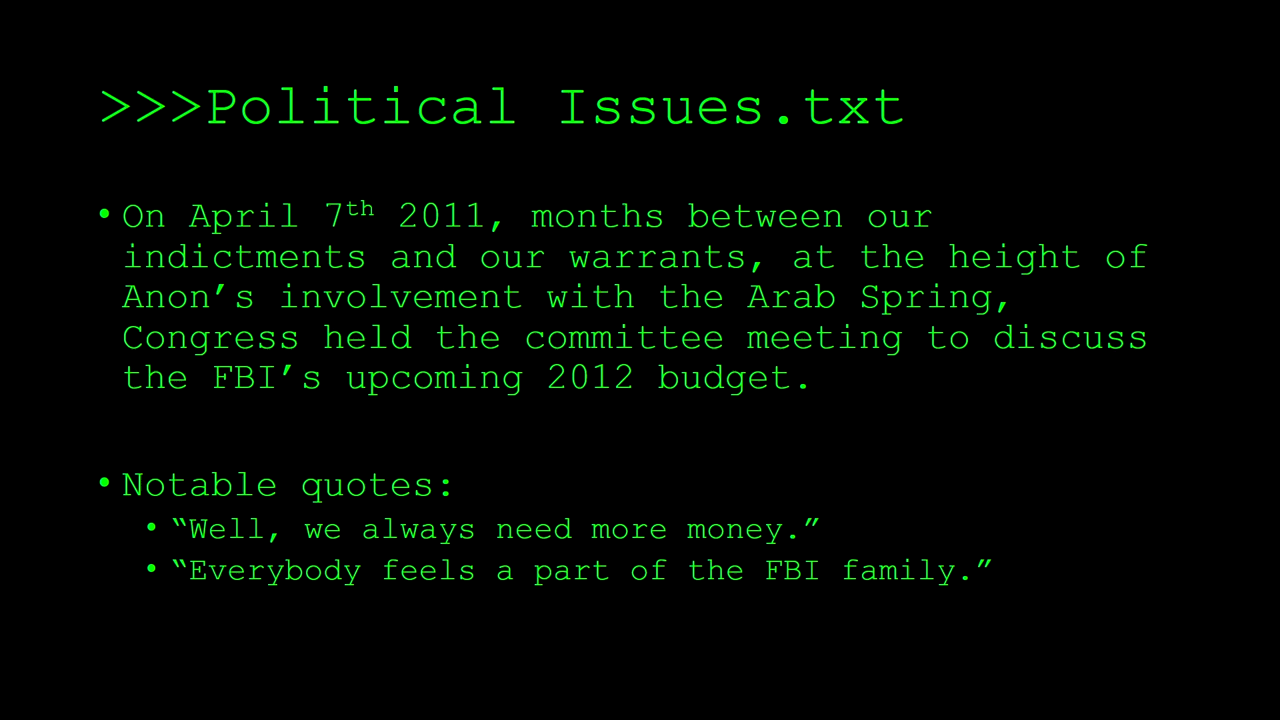 >>>Political Issues.txt
• On April 7th 2011, months between our
indictments and our warrants, at the height of
Anon’s involvement with the Arab Spring,
Congress held the committee meeting to discuss
the FBI’s upcoming 2012 budget.
• Notable quotes:
• “Well, we always need more money.”
• “Everybody feels a part of the FBI family.”